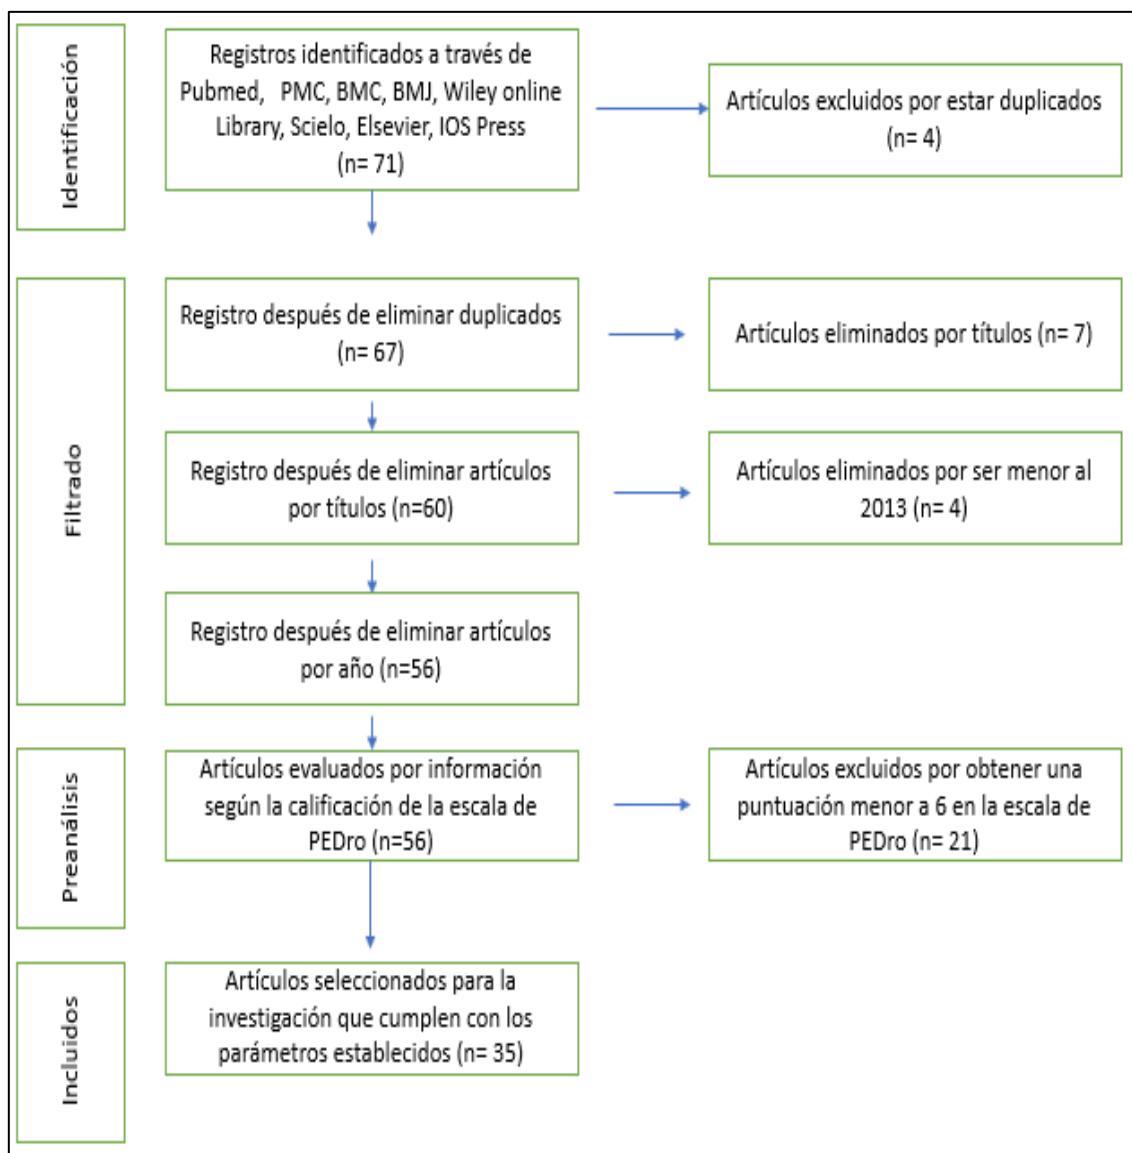 Identificación
Registros identificados a través de
Pubmed, PMC, BMC, BMJ, Wiley online
Library, Scielo, Elsevier, IOS Press
(n= 71)
Artículos excluidos por estar duplicados
(n= 4)
Filtrado
Registro después de eliminar duplicados
(n= 67)
Artículos eliminados por títulos (n= 7)
Registro después de eliminar artículos
por títulos (n=60)
Artículos eliminados por ser menor al
2013 (n= 4)
Registro después de eliminar artículos
por año (n=56)
Preanálisis
Artículos evaluados por información
según la calificación de la escala de
PEDro (n=56)
Artículos excluidos por obtener una
puntuación menor a 6 en la escala de
PEDro (n= 21)
Incluidos
Artículos seleccionados para la
investigación que cumplen con los
parámetros establecidos (n= 35)